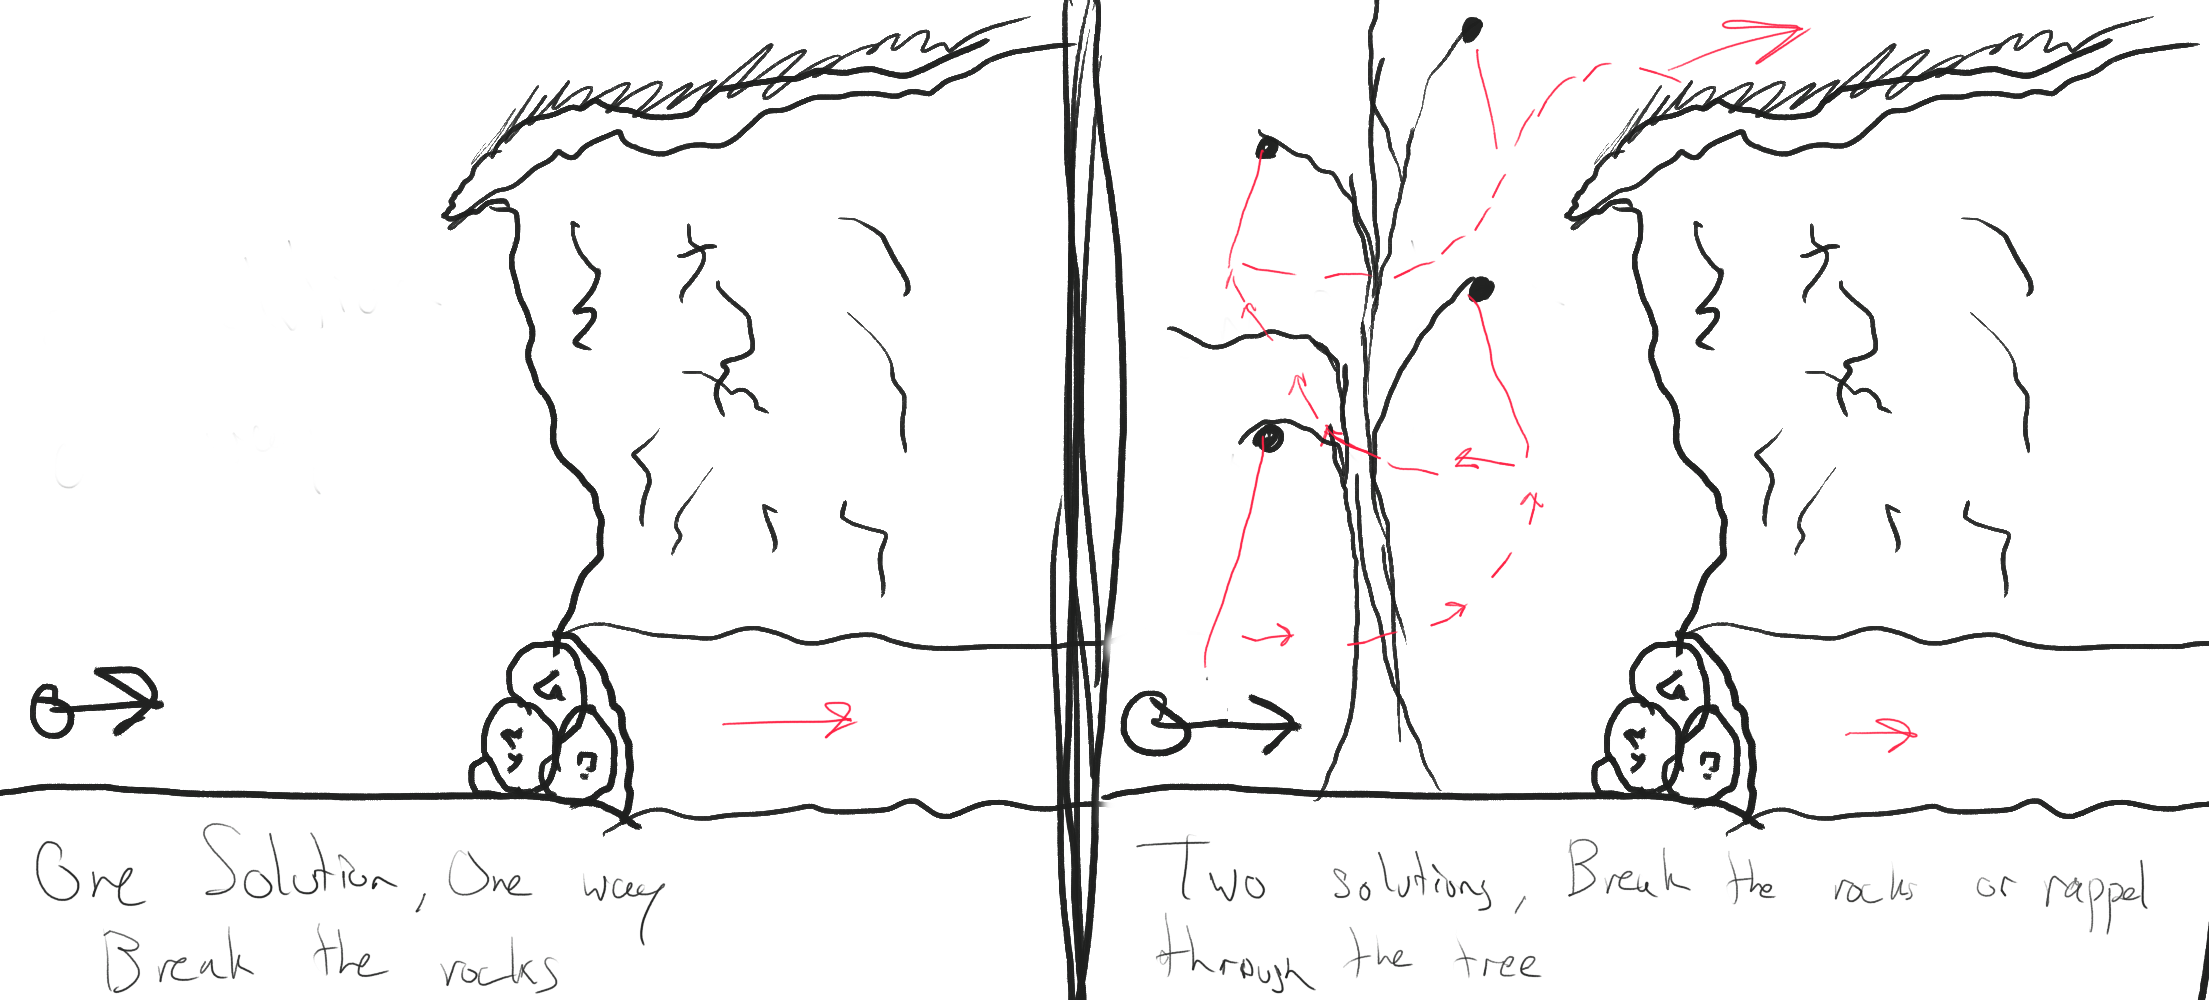 One Solution, One way
Break the rocks
Two solutions, Break the rocks or rappel
through the tree
?
?